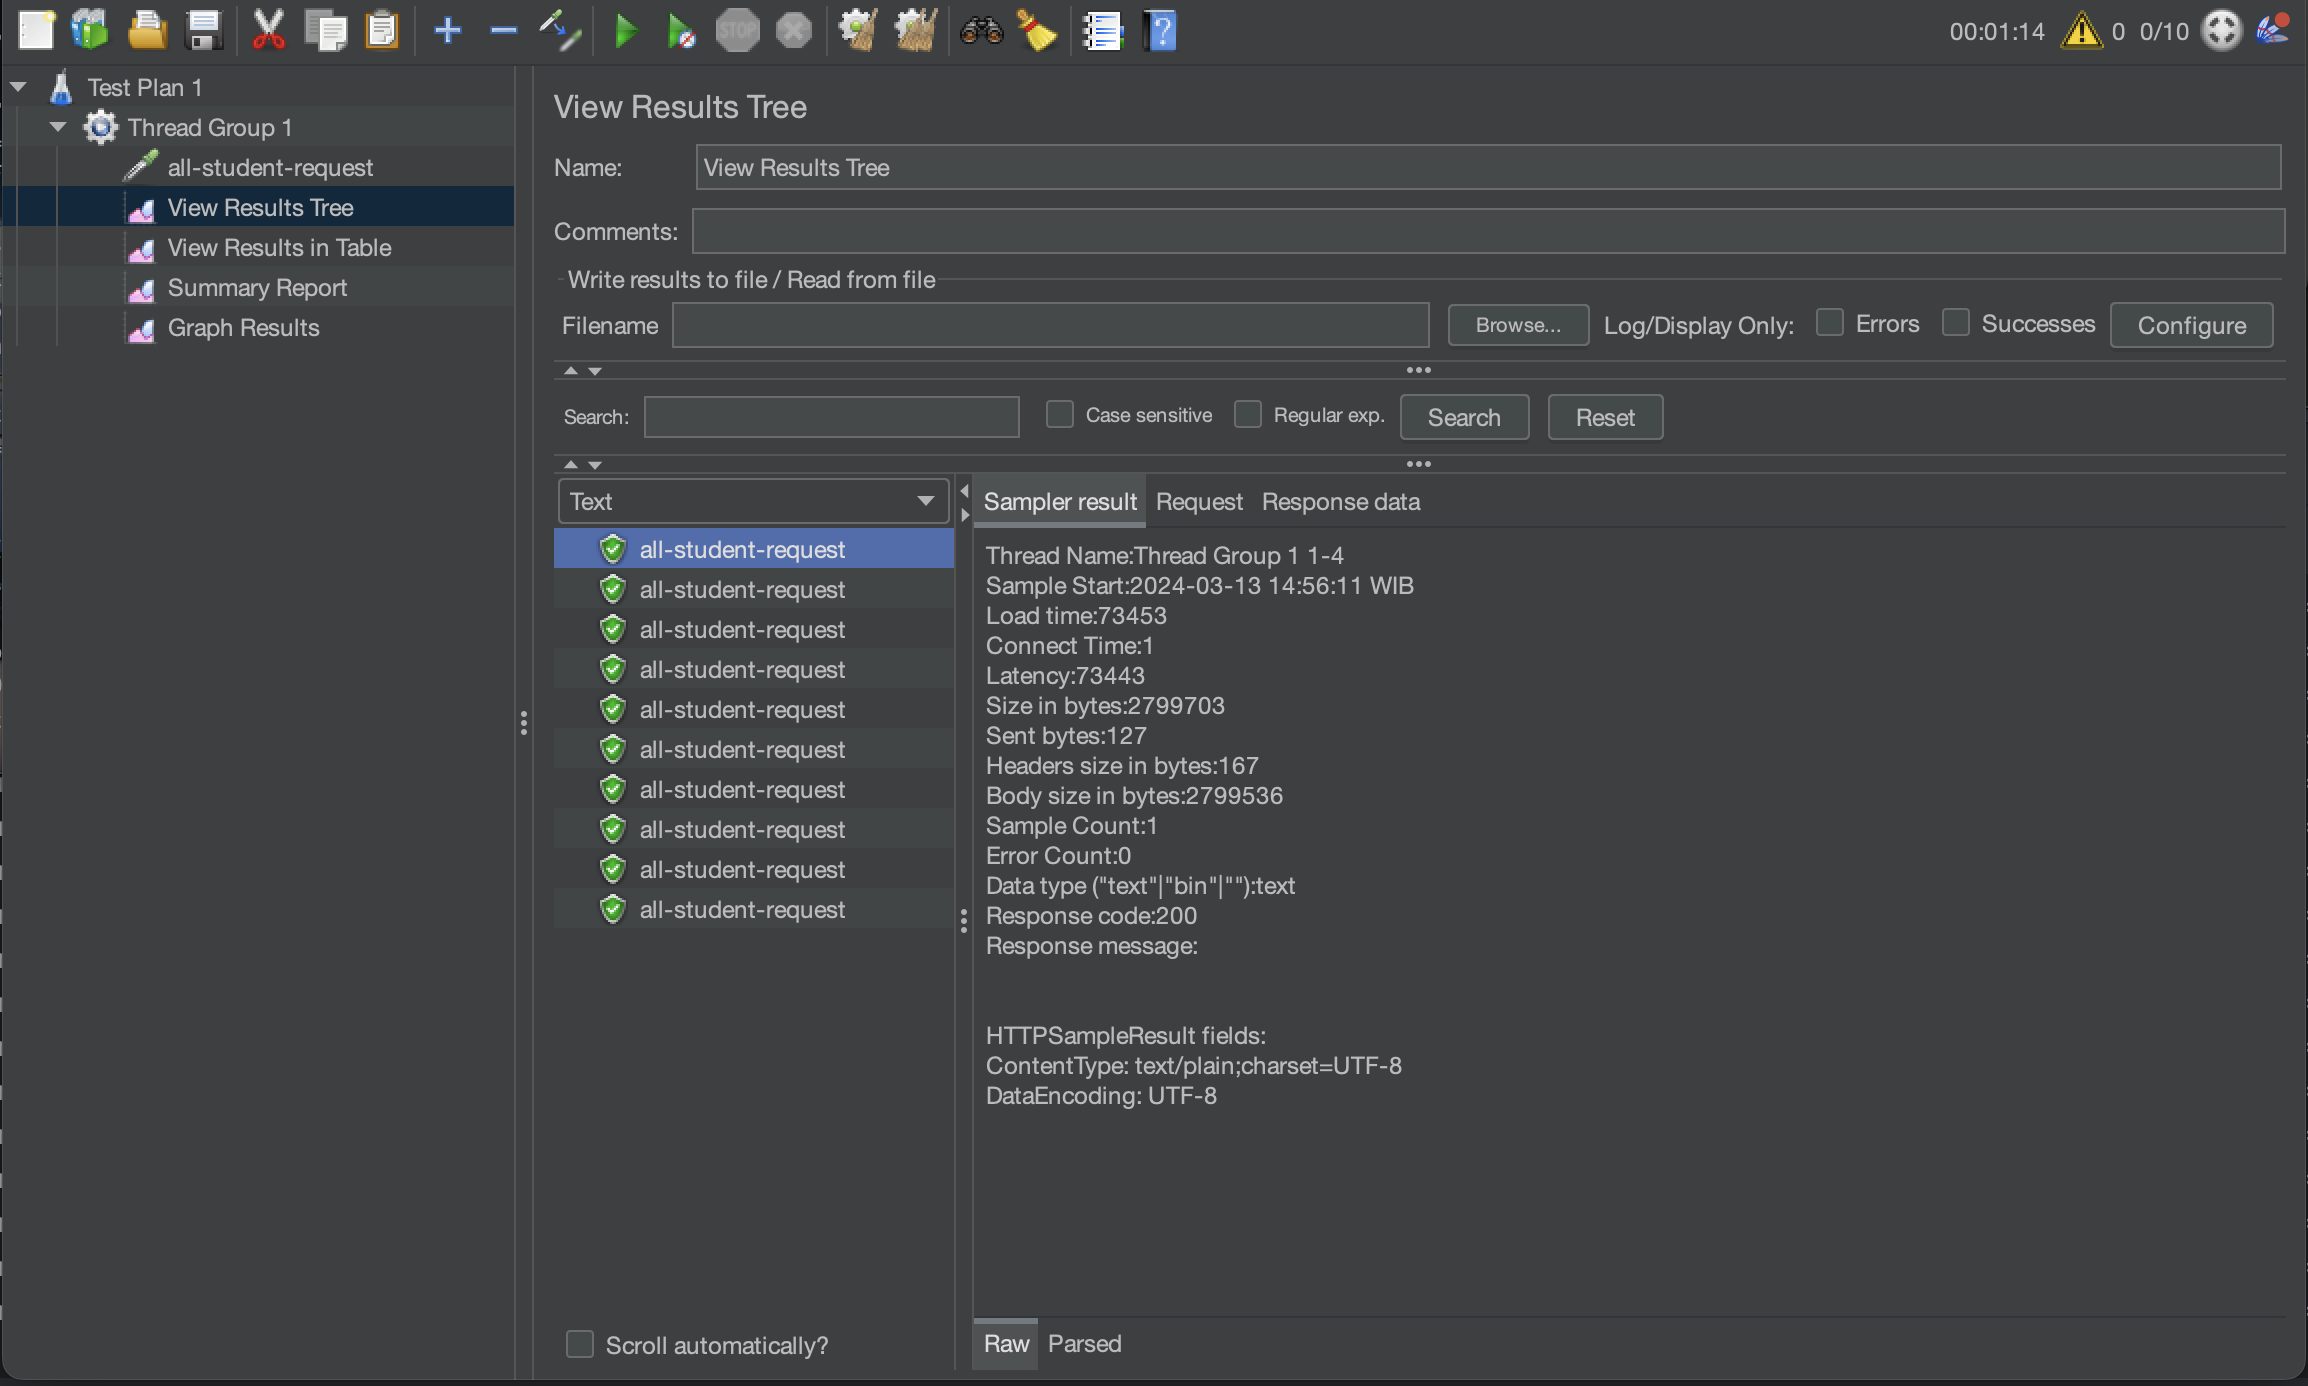 STOP
00:01:14 0 0/10
Test Plan 1
Thread Group 1
all-student-request
View Results Tree
View Results in Table
Summary Report
Graph Results
View Results Tree
Name: View Results Tree
Comments:
Write results to file / Read from file
Filename Browse... Log/Display Only: Errors Successes Configure
Search: Case sensitive Regular exp. Search Reset
Text
all-student-request
all-student-request
all-student-request
all-student-request
all-student-request
all-student-request
all-student-request
all-student-request
all-student-request
all-student-request
Scroll automatically?
Sampler result Request Response data
Thread Name:Thread Group 1 1-4
Sample Start:2024-03-13 14:56:11 WIB
Load time:73453
Connect Time:1
Latency:73443
Size in bytes:2799703
Sent bytes:127
Headers size in bytes:167
Body size in bytes:2799536
Sample Count:1
Error Count:0
Data type ("text"|"bin"|""):text
Response code:200
Response message:
HTTPSampleResult fields:
ContentType: text/plain;charset=UTF-8
DataEncoding: UTF-8
Raw Parsed